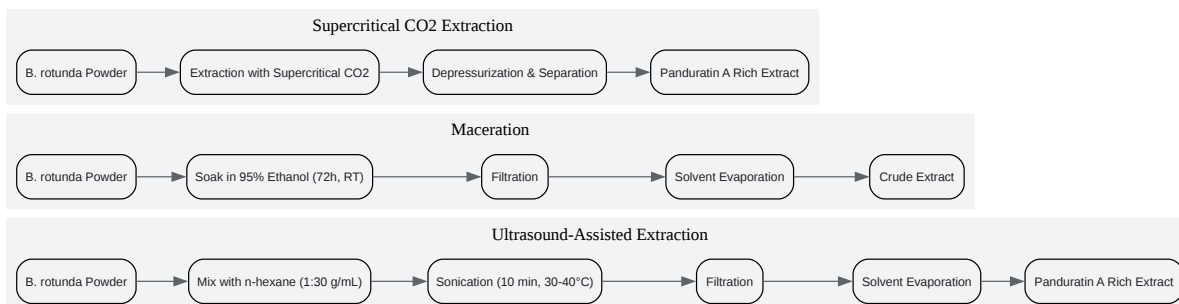 Supercritical CO2 Extraction
B. rotunda Powder
Extraction with Supercritical CO2
Depressurization & Separation
Panduratin A Rich Extract
Maceration
B. rotunda Powder
Soak in 95% Ethanol (72h, RT)
Filtration
Solvent Evaporation
Crude Extract
Ultrasound-Assisted Extraction
B. rotunda Powder
Mix with n-hexane (1:30 g/mL)
Sonication (10 min, 30-40°C)
Filtration
Solvent Evaporation
Panduratin A Rich Extract